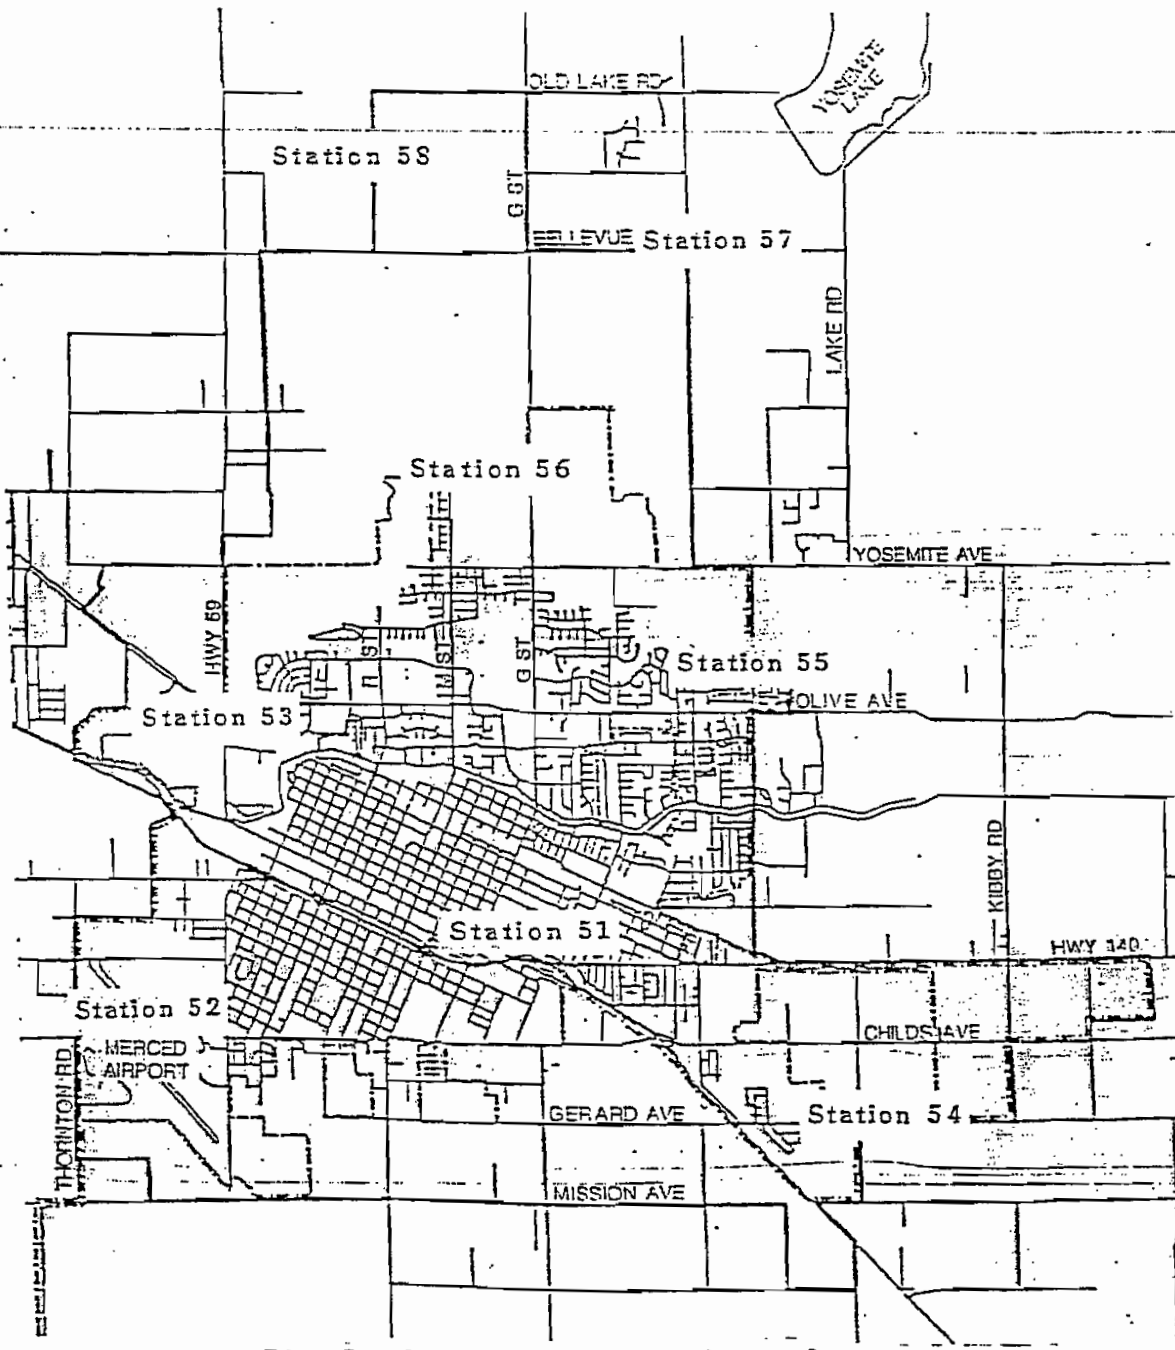 OLD LAKE RD
YOSEMITE
LAKE
Station 58
G ST
BELLEVUE
Station 57
LAKE RD
Station 56
YOSEMITE AVE
HWY 59
R ST
M ST
G ST
Station 55
OLIVE AVE
Station 53
KIBBY RD
Station 51
HWY 140
Station 52
CHILDS AVE
MERCED
AIRPORT
THORNTON RD
GERARD AVE
Station 54
MISSION AVE